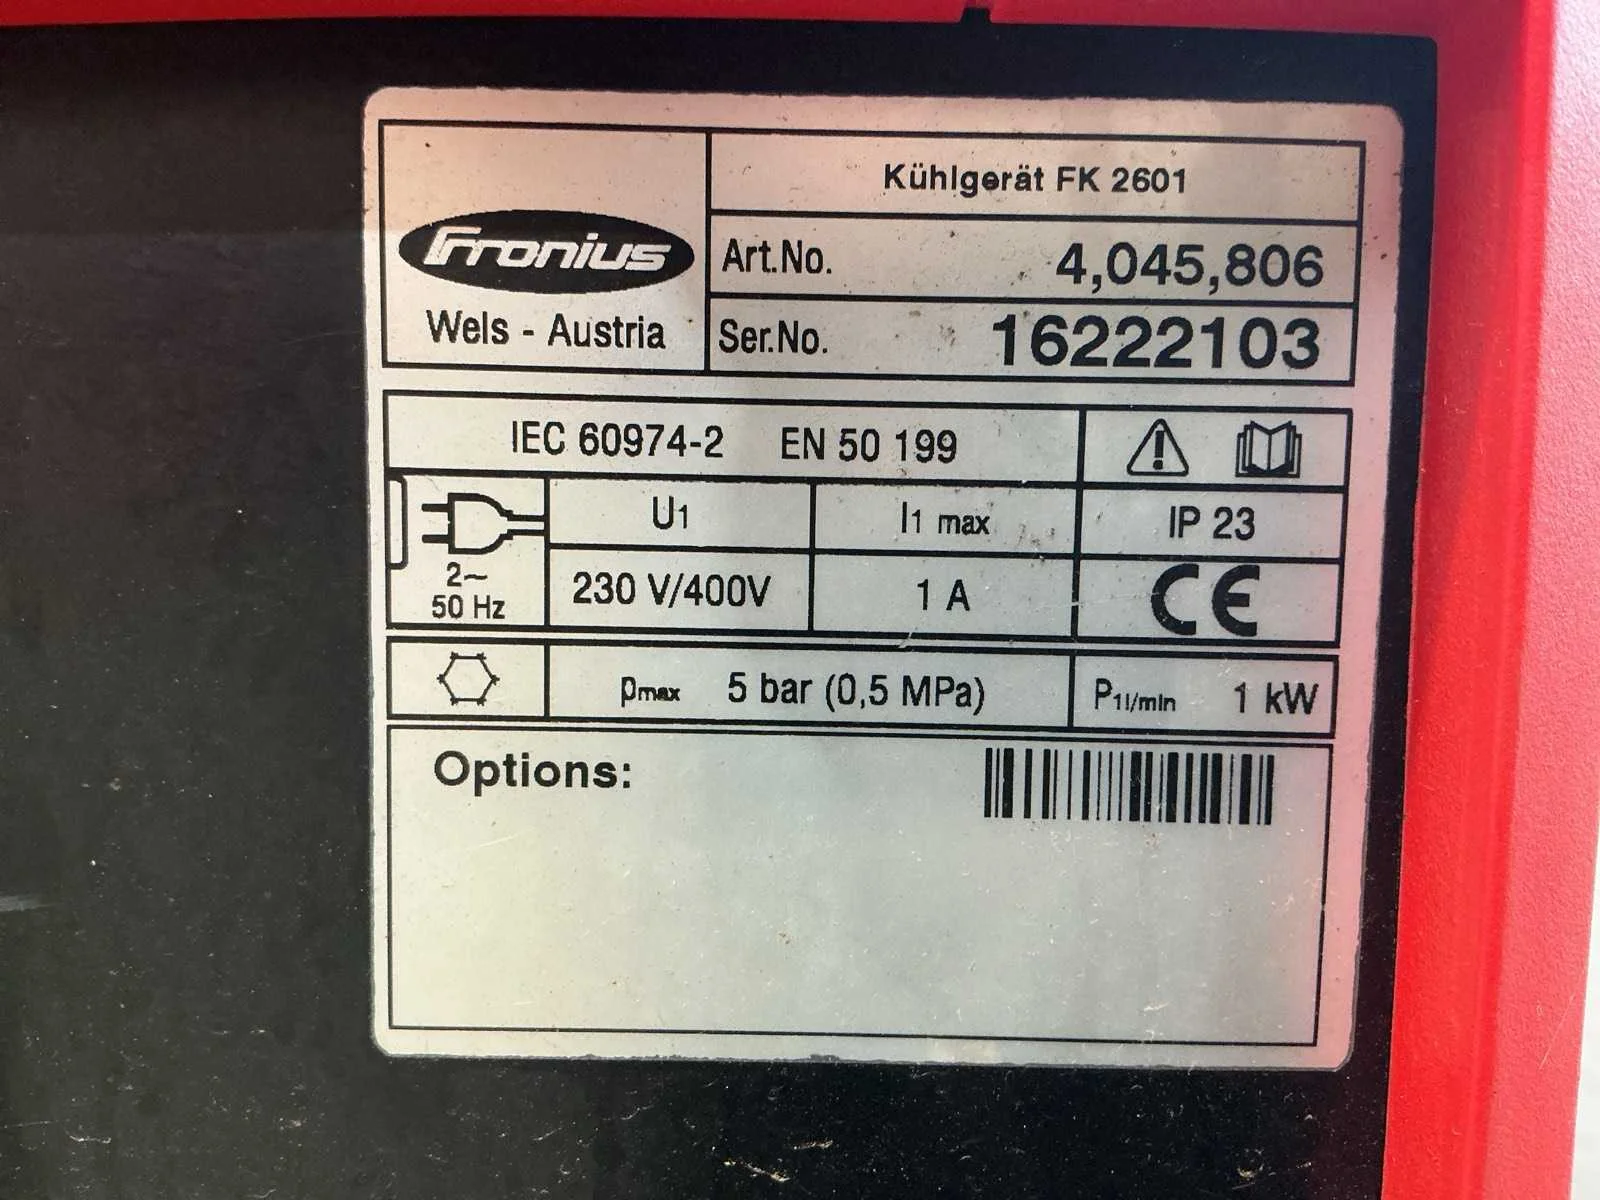 Kühlgerät FK 2601
Fronius
Wels - Austria
Art.No. 4,045,806
Ser.No. 16222103
IEC 60974-2 EN 50 199
2~
50 Hz
U1 I1 max IP 23
230 V/400V 1 A CE
pmax 5 bar (0,5 MPa) P1l/min 1 kW
Options: